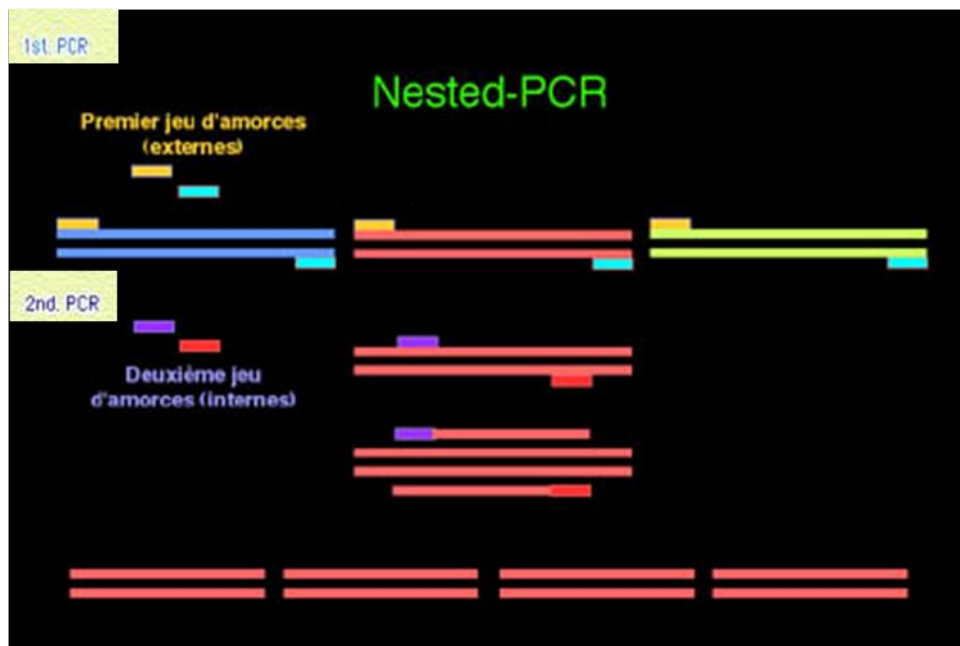 1st. PCR
Nested-PCR
Premier jeu d'amorces
(externes)
2nd. PCR
Deuxième jeu
d'amorces (internes)